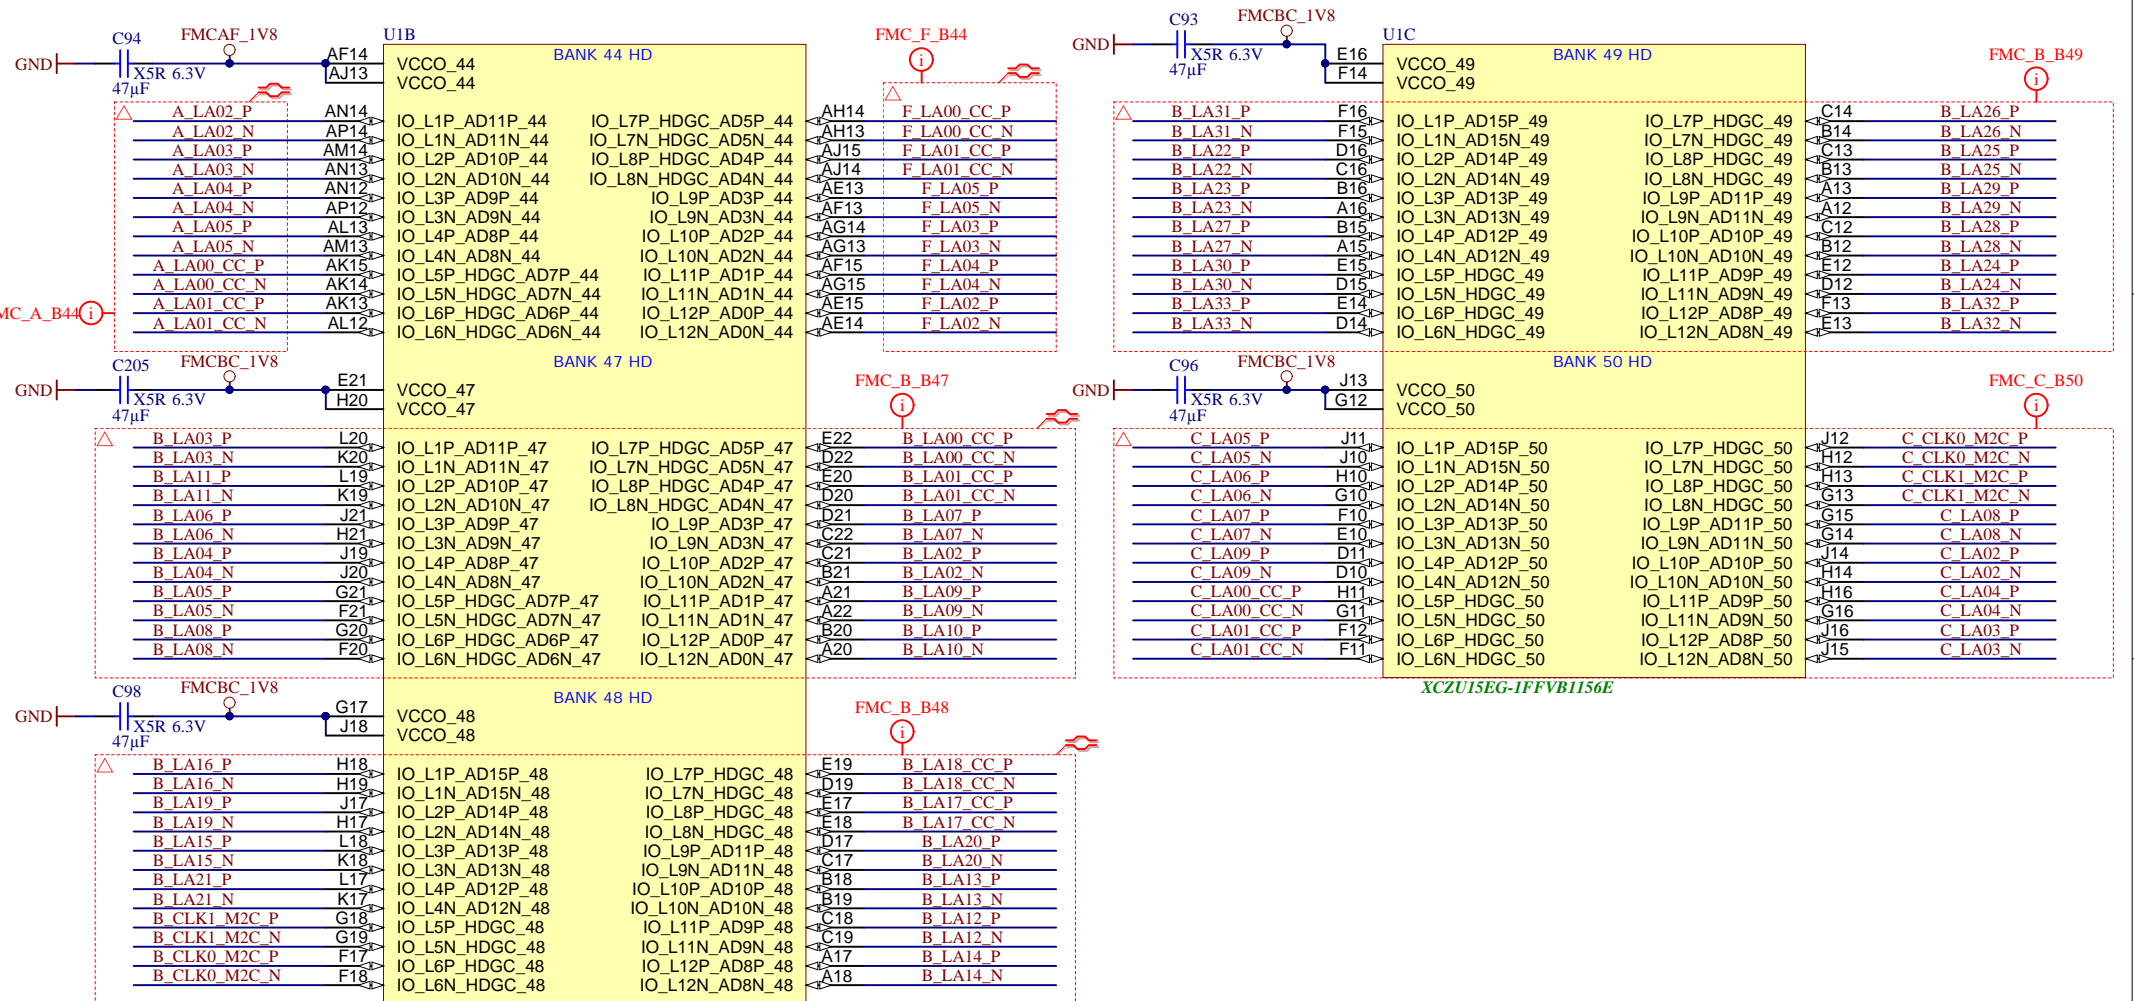 C94
FMCAF_1V8
U1B
GND
X5R 6.3V
47µF
AF14
AJ13
VCCO_44
VCCO_44
BANK 44 HD
FMC_F_B44
i
A_LA02_P AN14 IO_L1P_AD11P_44 IO_L7P_HDGC_AD5P_44 AH14 F_LA00_CC_P
A_LA02_N AP14 IO_L1N_AD11N_44 IO_L7N_HDGC_AD5N_44 AH13 F_LA00_CC_N
A_LA03_P AM14 IO_L2P_AD10P_44 IO_L8P_HDGC_AD4P_44 AJ15 F_LA01_CC_P
A_LA03_N AN13 IO_L2N_AD10N_44 IO_L8N_HDGC_AD4N_44 AJ14 F_LA01_CC_N
A_LA04_P AN12 IO_L3P_AD9P_44 IO_L9P_AD3P_44 AE13 F_LA05_P
A_LA04_N AP12 IO_L3N_AD9N_44 IO_L9N_AD3N_44 AF13 F_LA05_N
A_LA05_P AL13 IO_L4P_AD8P_44 IO_L10P_AD2P_44 AG14 F_LA03_P
A_LA05_N AM13 IO_L4N_AD8N_44 IO_L10N_AD2N_44 AG13 F_LA03_N
A_LA00_CC_P AK15 IO_L5P_HDGC_AD7P_44 IO_L11P_AD1P_44 AF15 F_LA04_P
A_LA00_CC_N AK14 IO_L5N_HDGC_AD7N_44 IO_L11N_AD1N_44 AG15 F_LA04_N
A_LA01_CC_P AK13 IO_L6P_HDGC_AD6P_44 IO_L12P_AD0P_44 AE15 F_LA02_P
A_LA01_CC_N AL12 IO_L6N_HDGC_AD6N_44 IO_L12N_AD0N_44 AE14 F_LA02_N
MC_A_B44 i
C205
FMCBC_1V8
GND
X5R 6.3V
47µF
E21
H20
VCCO_47
VCCO_47
BANK 47 HD
FMC_B_B47
i
B_LA03_P L20 IO_L1P_AD11P_47 IO_L7P_HDGC_AD5P_47 E22 B_LA00_CC_P
B_LA03_N K20 IO_L1N_AD11N_47 IO_L7N_HDGC_AD5N_47 D22 B_LA00_CC_N
B_LA11_P L19 IO_L2P_AD10P_47 IO_L8P_HDGC_AD4P_47 E20 B_LA01_CC_P
B_LA11_N K19 IO_L2N_AD10N_47 IO_L8N_HDGC_AD4N_47 D20 B_LA01_CC_N
B_LA06_P J21 IO_L3P_AD9P_47 IO_L9P_AD3P_47 D21 B_LA07_P
B_LA06_N H21 IO_L3N_AD9N_47 IO_L9N_AD3N_47 C22 B_LA07_N
B_LA04_P J19 IO_L4P_AD8P_47 IO_L10P_AD2P_47 C21 B_LA02_P
B_LA04_N J20 IO_L4N_AD8N_47 IO_L10N_AD2N_47 B21 B_LA02_N
B_LA05_P G21 IO_L5P_HDGC_AD7P_47 IO_L11P_AD1P_47 A21 B_LA09_P
B_LA05_N F21 IO_L5N_HDGC_AD7N_47 IO_L11N_AD1N_47 A22 B_LA09_N
B_LA08_P G20 IO_L6P_HDGC_AD6P_47 IO_L12P_AD0P_47 B20 B_LA10_P
B_LA08_N F20 IO_L6N_HDGC_AD6N_47 IO_L12N_AD0N_47 A20 B_LA10_N
C98
FMCBC_1V8
GND
X5R 6.3V
47µF
G17
J18
VCCO_48
VCCO_48
BANK 48 HD
FMC_B_B48
i
B_LA16_P H18 IO_L1P_AD15P_48 IO_L7P_HDGC_48 E19 B_LA18_CC_P
B_LA16_N H19 IO_L1N_AD15N_48 IO_L7N_HDGC_48 D19 B_LA18_CC_N
B_LA19_P J17 IO_L2P_AD14P_48 IO_L8P_HDGC_48 E17 B_LA17_CC_P
B_LA19_N H17 IO_L2N_AD14N_48 IO_L8N_HDGC_48 E18 B_LA17_CC_N
B_LA15_P L18 IO_L3P_AD13P_48 IO_L9P_AD11P_48 D17 B_LA20_P
B_LA15_N K18 IO_L3N_AD13N_48 IO_L9N_AD11N_48 C17 B_LA20_N
B_LA21_P L17 IO_L4P_AD12P_48 IO_L10P_AD10P_48 B18 B_LA13_P
B_LA21_N K17 IO_L4N_AD12N_48 IO_L10N_AD10N_48 B19 B_LA13_N
B_CLK1_M2C_P G18 IO_L5P_HDGC_48 IO_L11P_AD9P_48 C18 B_LA12_P
B_CLK1_M2C_N G19 IO_L5N_HDGC_48 IO_L11N_AD9N_48 C19 B_LA12_N
B_CLK0_M2C_P F17 IO_L6P_HDGC_48 IO_L12P_AD8P_48 A17 B_LA14_P
B_CLK0_M2C_N F18 IO_L6N_HDGC_48 IO_L12N_AD8N_48 A18 B_LA14_N
C93
FMCBC_1V8
U1C
GND
X5R 6.3V
47µF
E16
F14
VCCO_49
VCCO_49
BANK 49 HD
FMC_B_B49
i
B_LA31_P F16 IO_L1P_AD15P_49 IO_L7P_HDGC_49 C14 B_LA26_P
B_LA31_N F15 IO_L1N_AD15N_49 IO_L7N_HDGC_49 B14 B_LA26_N
B_LA22_P D16 IO_L2P_AD14P_49 IO_L8P_HDGC_49 C13 B_LA25_P
B_LA22_N C16 IO_L2N_AD14N_49 IO_L8N_HDGC_49 B13 B_LA25_N
B_LA23_P B16 IO_L3P_AD13P_49 IO_L9P_AD11P_49 A13 B_LA29_P
B_LA23_N A16 IO_L3N_AD13N_49 IO_L9N_AD11N_49 A12 B_LA29_N
B_LA27_P B15 IO_L4P_AD12P_49 IO_L10P_AD10P_49 C12 B_LA28_P
B_LA27_N A15 IO_L4N_AD12N_49 IO_L10N_AD10N_49 B12 B_LA28_N
B_LA30_P E15 IO_L5P_HDGC_49 IO_L11P_AD9P_49 E12 B_LA24_P
B_LA30_N D15 IO_L5N_HDGC_49 IO_L11N_AD9N_49 D12 B_LA24_N
B_LA33_P E14 IO_L6P_HDGC_49 IO_L12P_AD8P_49 F13 B_LA32_P
B_LA33_N D14 IO_L6N_HDGC_49 IO_L12N_AD8N_49 E13 B_LA32_N
C96
FMCBC_1V8
GND
X5R 6.3V
47µF
J13
G12
VCCO_50
VCCO_50
BANK 50 HD
FMC_C_B50
i
C_LA05_P J11 IO_L1P_AD15P_50 IO_L7P_HDGC_50 J12 C_CLK0_M2C_P
C_LA05_N J10 IO_L1N_AD15N_50 IO_L7N_HDGC_50 H12 C_CLK0_M2C_N
C_LA06_P H10 IO_L2P_AD14P_50 IO_L8P_HDGC_50 H13 C_CLK1_M2C_P
C_LA06_N G10 IO_L2N_AD14N_50 IO_L8N_HDGC_50 G13 C_CLK1_M2C_N
C_LA07_P F10 IO_L3P_AD13P_50 IO_L9P_AD11P_50 G15 C_LA08_P
C_LA07_N E10 IO_L3N_AD13N_50 IO_L9N_AD11N_50 G14 C_LA08_N
C_LA09_P D11 IO_L4P_AD12P_50 IO_L10P_AD10P_50 J14 C_LA02_P
C_LA09_N D10 IO_L4N_AD12N_50 IO_L10N_AD10N_50 H14 C_LA02_N
C_LA00_CC_P H11 IO_L5P_HDGC_50 IO_L11P_AD9P_50 H16 C_LA04_P
C_LA00_CC_N G11 IO_L5N_HDGC_50 IO_L11N_AD9N_50 G16 C_LA04_N
C_LA01_CC_P F12 IO_L6P_HDGC_50 IO_L12P_AD8P_50 J16 C_LA03_P
C_LA01_CC_N F11 IO_L6N_HDGC_50 IO_L12N_AD8N_50 J15 C_LA03_N
XCZU15EG-1FFVB1156E